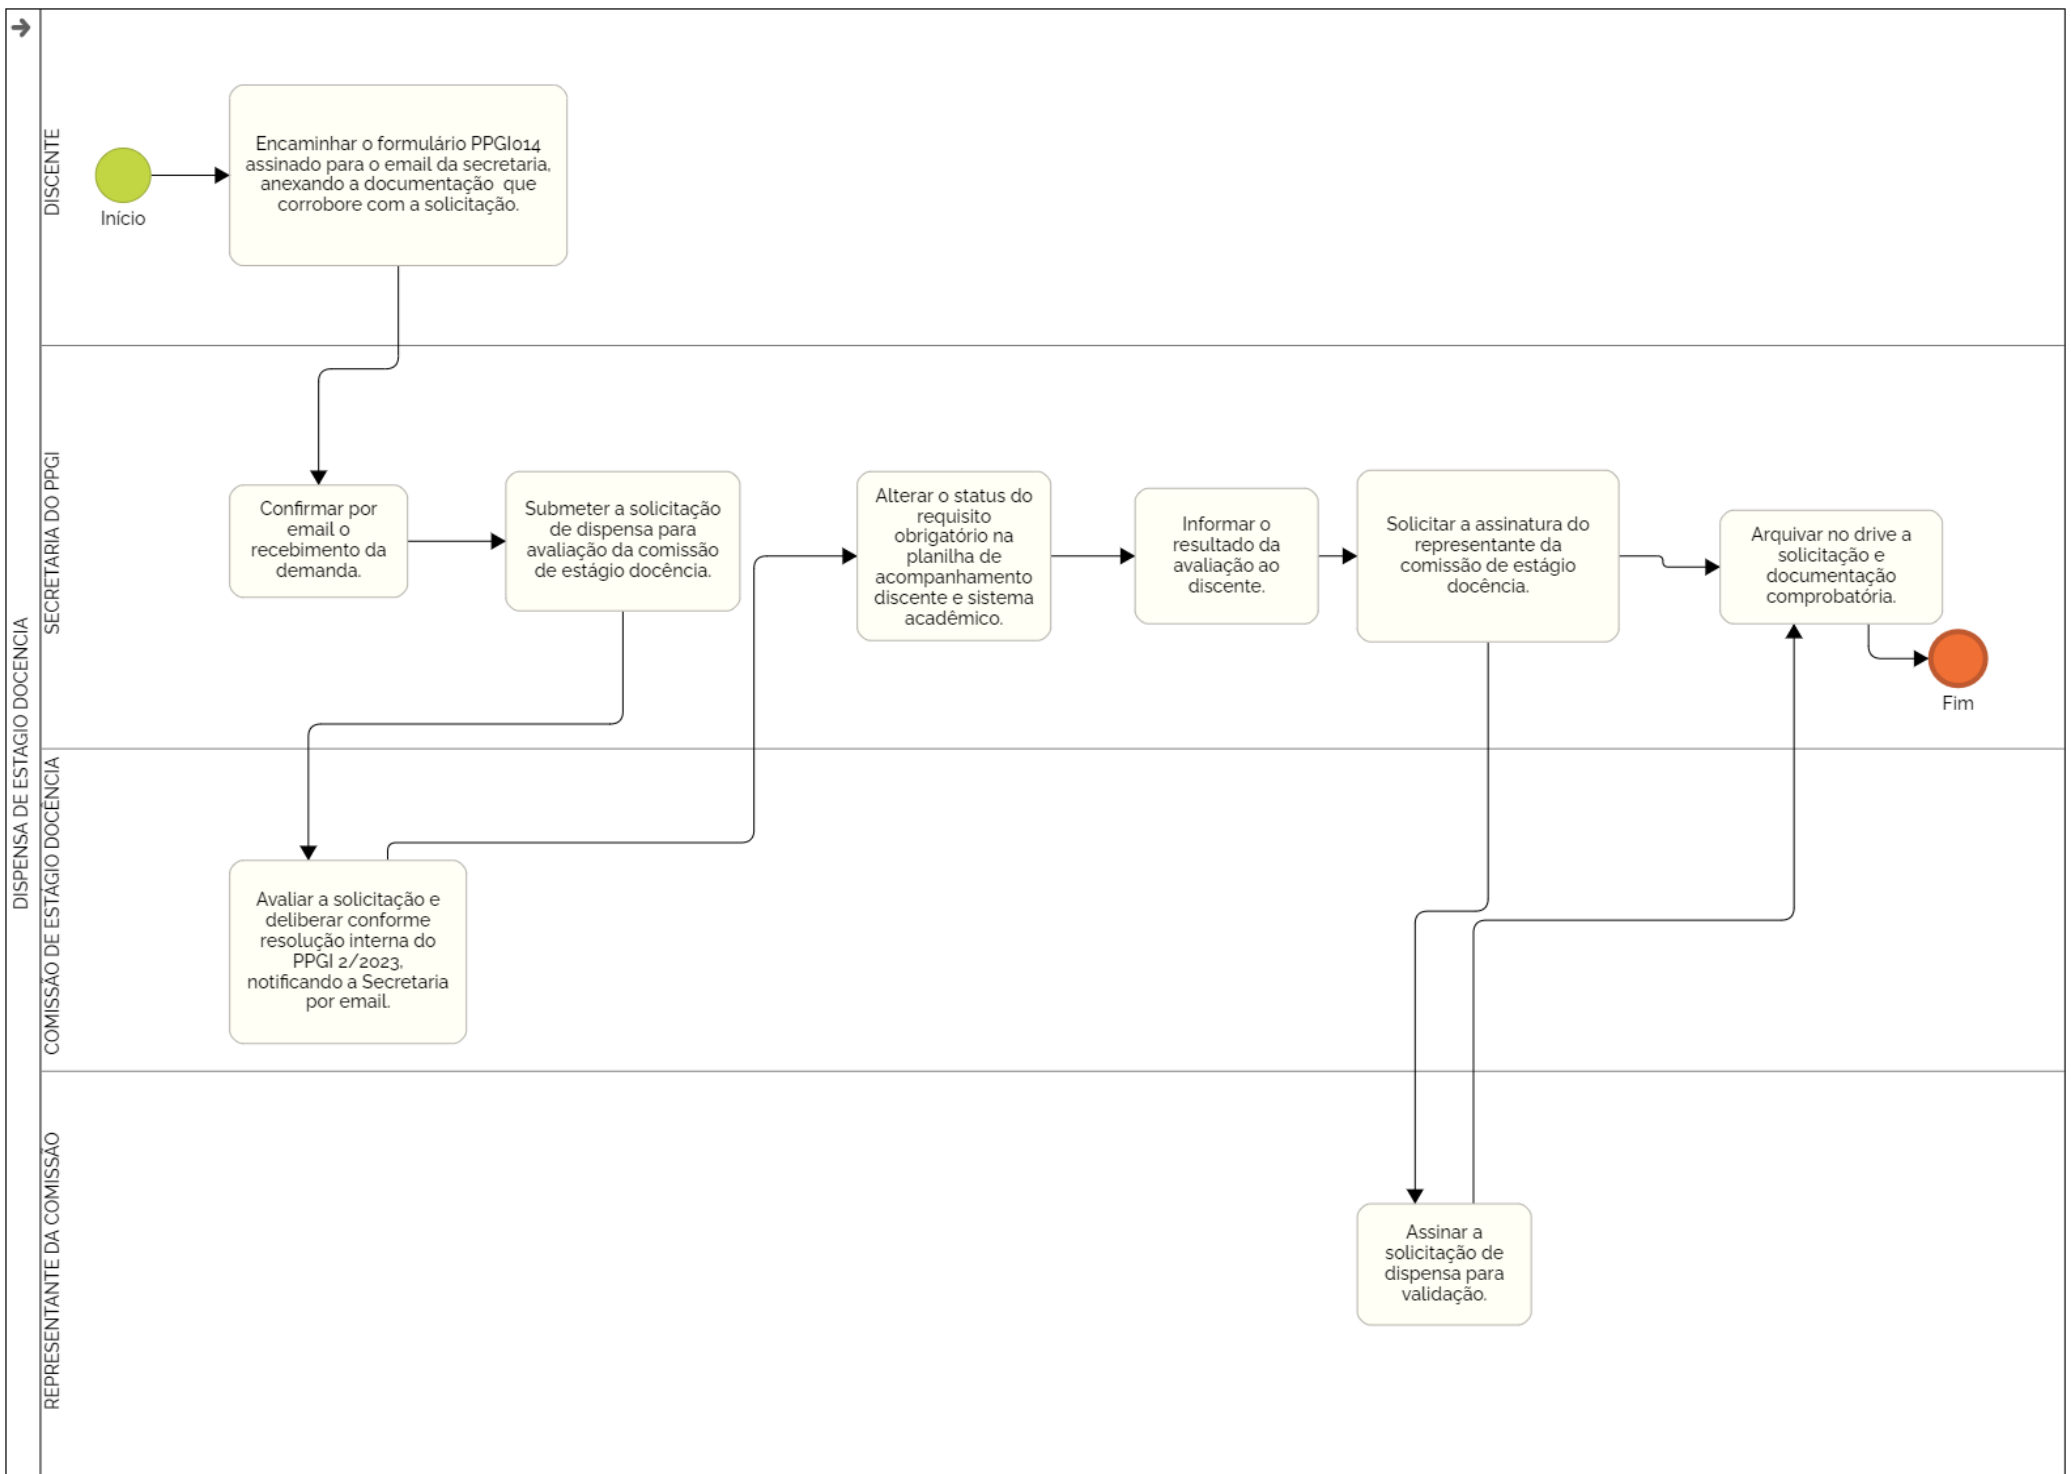 DISPENSA DE ESTAGIO DOCENCIA
DISCENTE
Início
Encaminhar o formulário PPGI014
assinado para o email da secretaria,
anexando a documentação  que
corrobore com a solicitação.
SECRETARIA DO PPGI
Confirmar por
email o
recebimento da
demanda.
Submeter a solicitação
de dispensa para
avaliação da comissão
de estágio docência.
Alterar o status do
requisito
obrigatório na
planilha de
acompanhamento
discente e sistema
acadêmico.
Informar o
resultado da
avaliação ao
discente.
Solicitar a assinatura do
representante da
comissão de estágio
docência.
Arquivar no drive a
solicitação e
documentação
comprobatória.
Fim
COMISSÃO DE ESTÁGIO DOCÊNCIA
Avaliar a solicitação e
deliberar conforme
resolução interna do
PPGI 2/2023,
notificando a Secretaria
por email.
REPRESENTANTE DA COMISSÃO
Assinar a
solicitação de
dispensa para
validação.